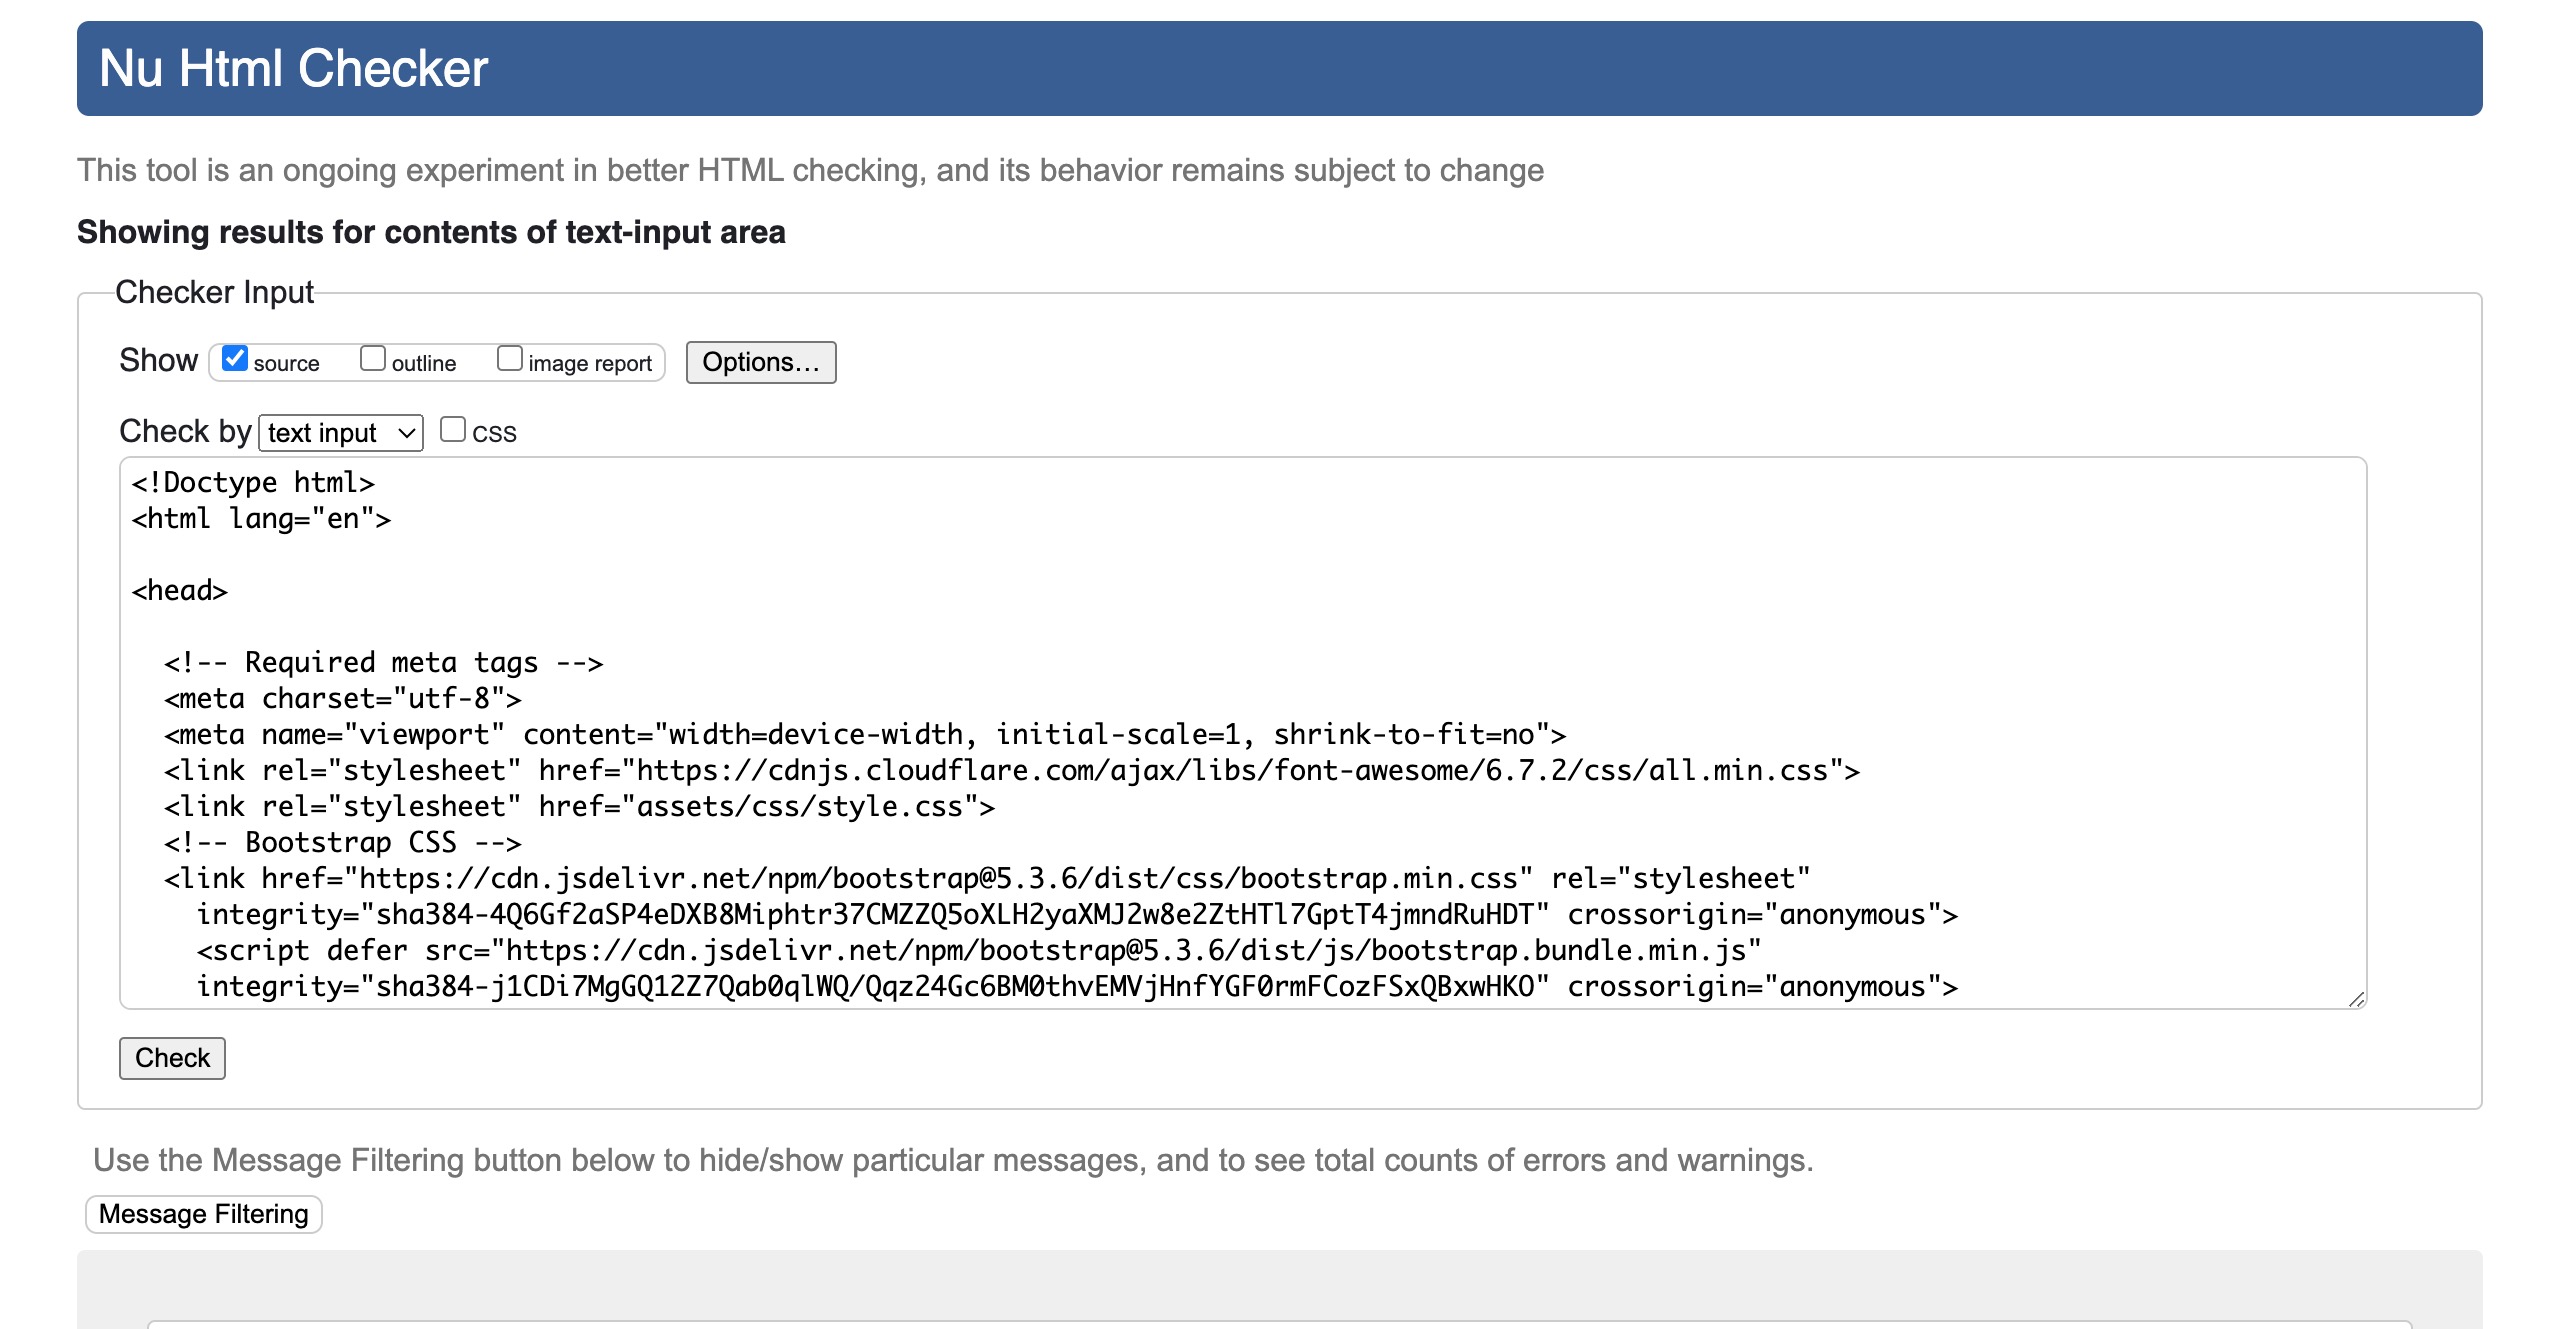 Nu Html Checker
This tool is an ongoing experiment in better HTML checking, and its behavior remains subject to change
Showing results for contents of text-input area
Checker Input
Show source outline image report Options...
Check by text input CSS
<!Doctype html>
<html lang="en">
<head>
<!-- Required meta tags -->
<meta charset="utf-8">
<meta name="viewport" content="width=device-width, initial-scale=1, shrink-to-fit=no">
<link rel="stylesheet" href="https://cdnjs.cloudflare.com/ajax/libs/font-awesome/6.7.2/css/all.min.css">
<link rel="stylesheet" href="assets/css/style.css">
<!-- Bootstrap CSS -->
<link href="https://cdn.jsdelivr.net/npm/bootstrap@5.3.6/dist/css/bootstrap.min.css" rel="stylesheet"
integrity="sha384-4Q6Gf2aSP4eDXB8Miphtr37CMZZQ5oXLH2yaXMJ2w8e2ZtHTl7GptT4jmndRuHDT" crossorigin="anonymous">
<script defer src="https://cdn.jsdelivr.net/npm/bootstrap@5.3.6/dist/js/bootstrap.bundle.min.js"
integrity="sha384-j1CDi7MgGQ12Z7Qab0qlWQ/Qqz24Gc6BM0thvEMVjHnfYGF0rmFCozFSxQBxwHKO" crossorigin="anonymous">
Check
Use the Message Filtering button below to hide/show particular messages, and to see total counts of errors and warnings.
Message Filtering